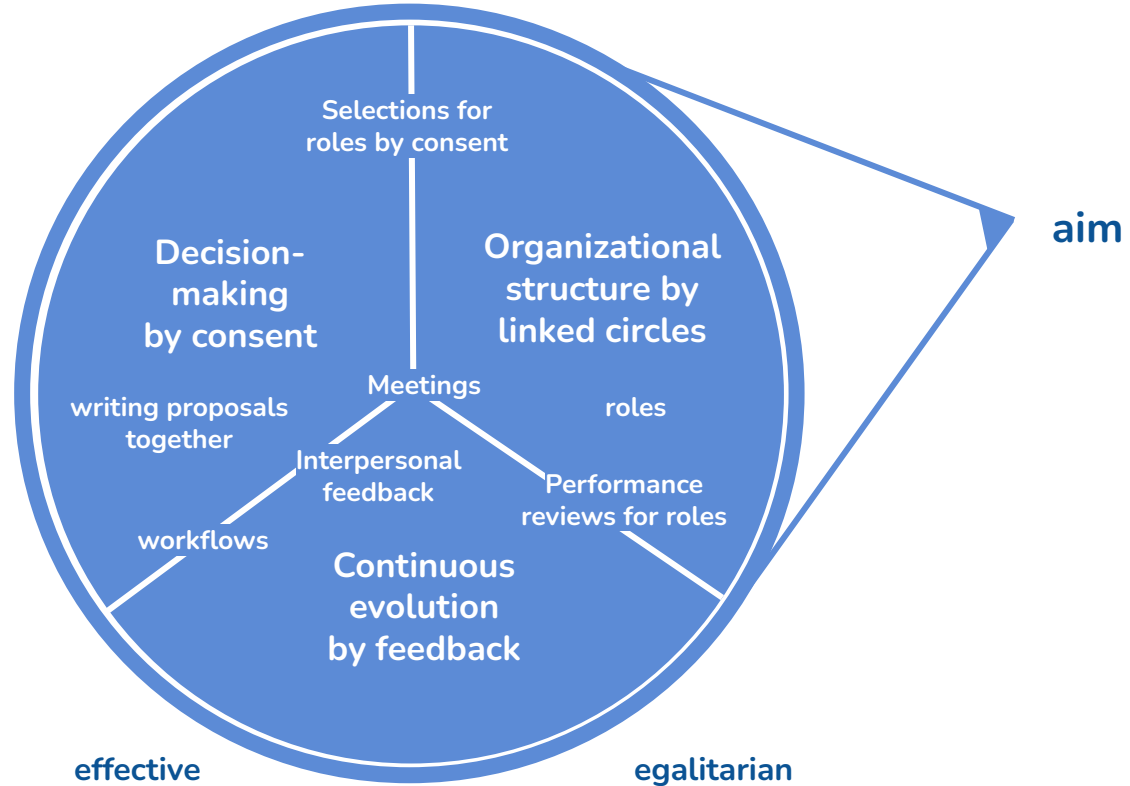 Selections for
roles by consent
Decision-
making
by consent
Organizational
structure by
linked circles
aim
Meetings
writing proposals
together
roles
Interpersonal
feedback
Performance
reviews for roles
workflows
Continuous
evolution
by feedback
effective
egalitarian